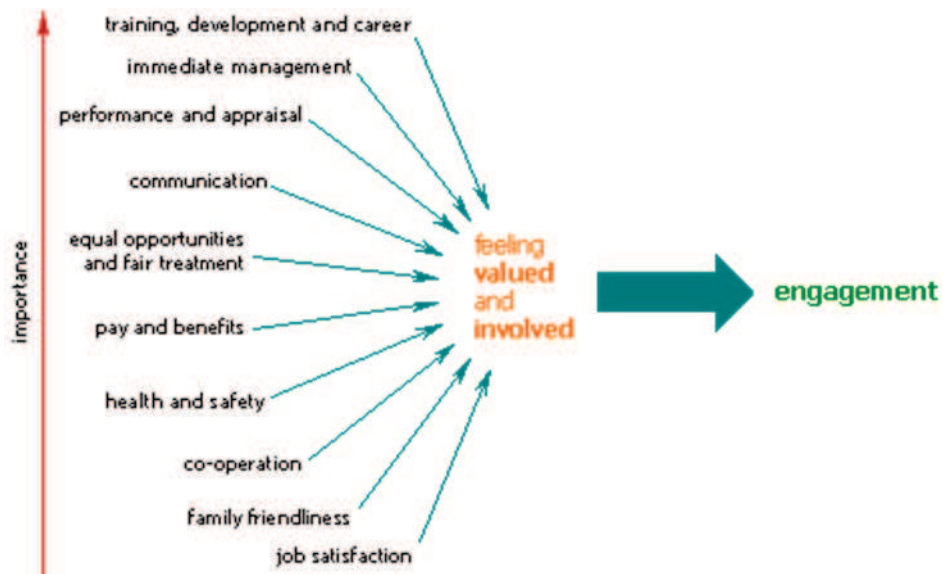 training, development and career
immediate management
performance and appraisal
communication
equal opportunities
and fair treatment
pay and benefits
health and safety
co-operation
family friendliness
job satisfaction
importance
feeling
valued
and
involved
engagement